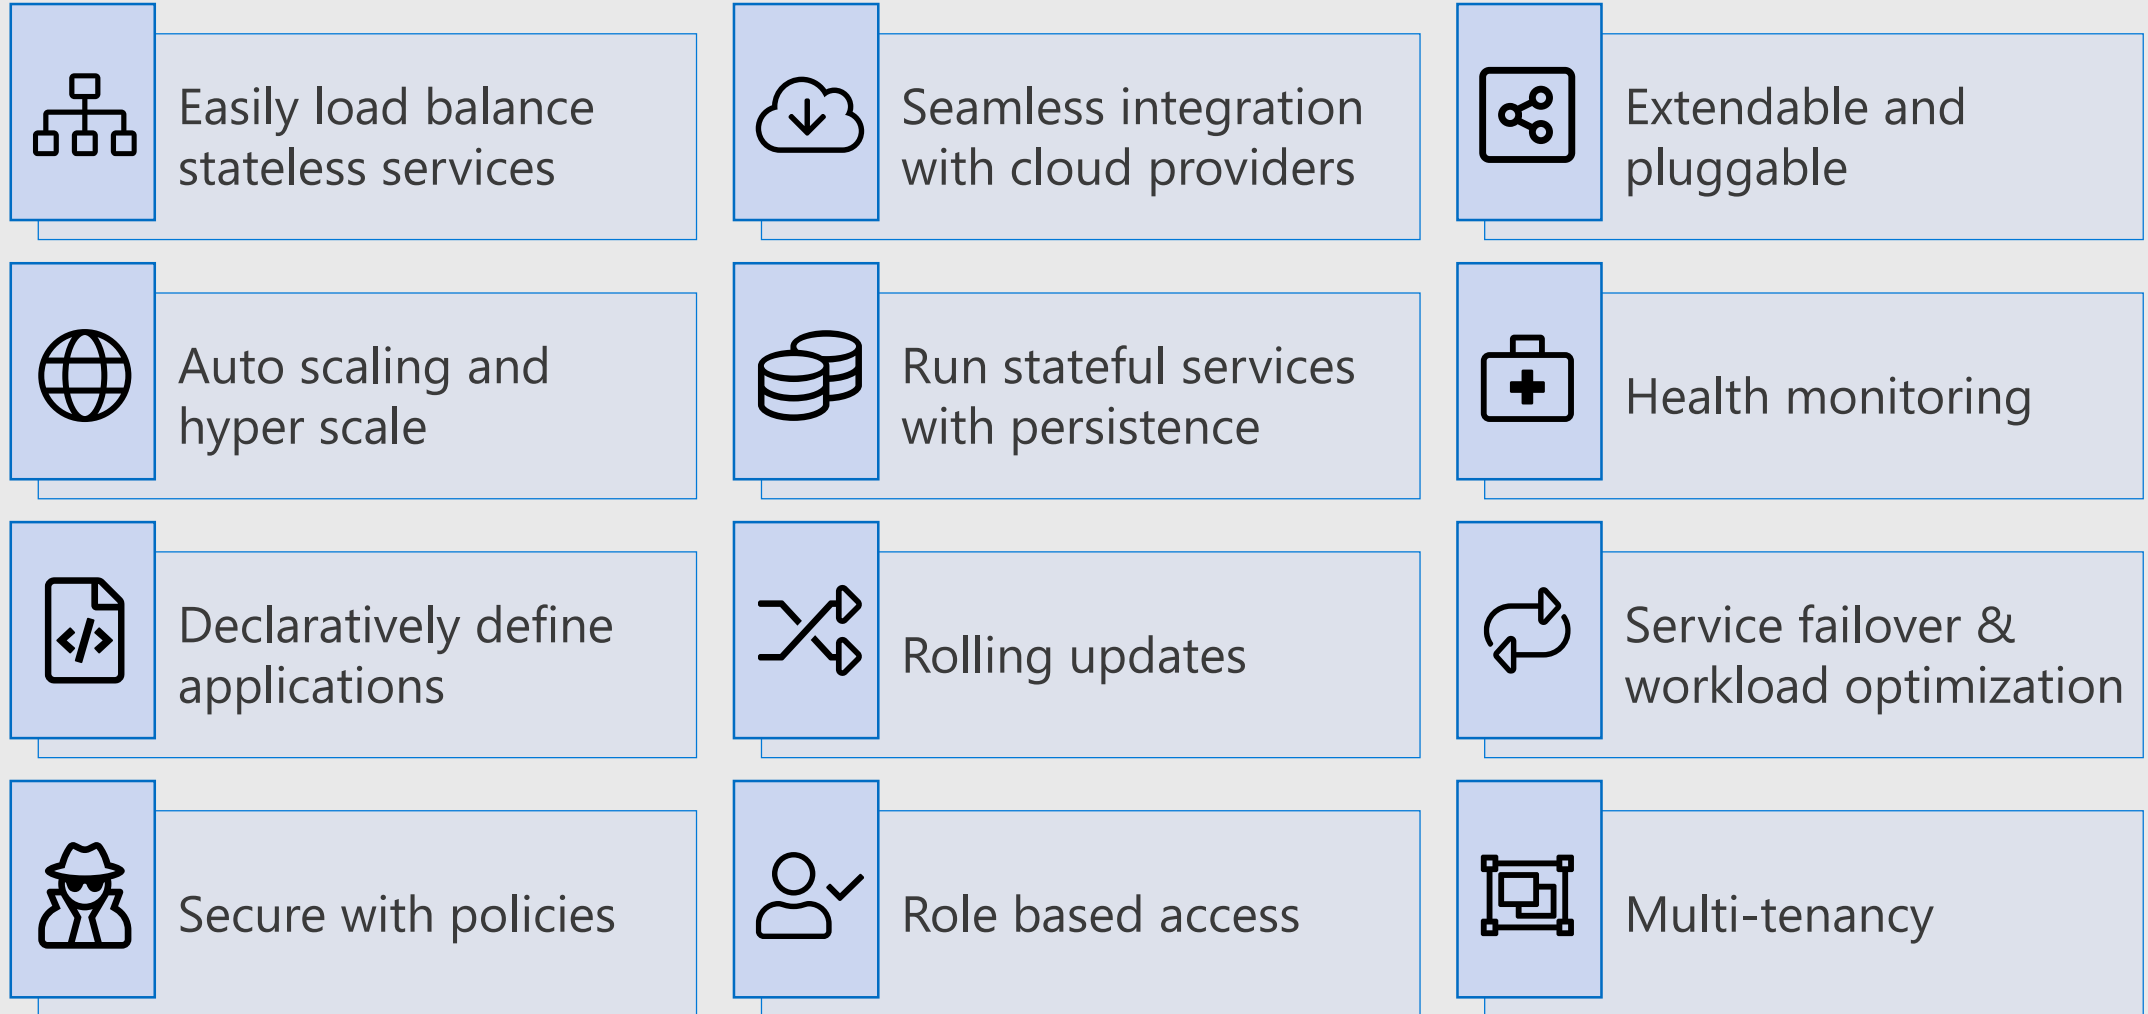 Easily load balance
stateless services
Seamless integration
with cloud providers
Extendable and
pluggable
Auto scaling and
hyper scale
Run stateful services
with persistence
Health monitoring
Declaratively define
applications
Rolling updates
Service failover &
workload optimization
Secure with policies
Role based access
Multi-tenancy